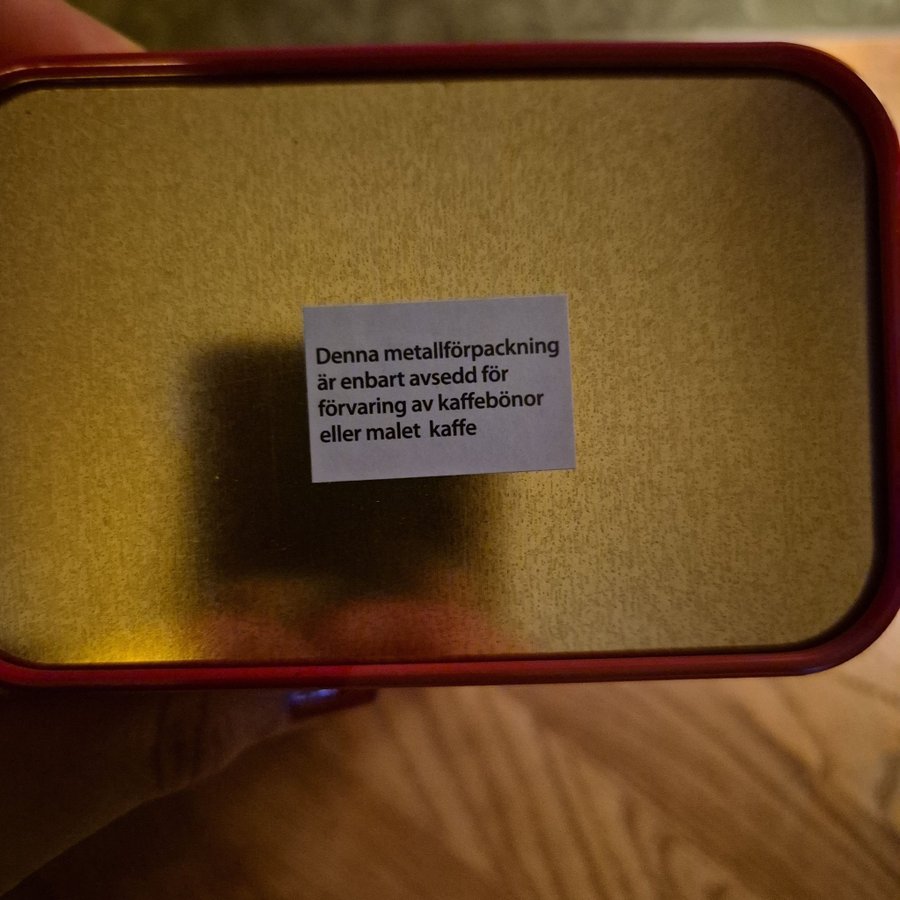 Denna metallförpackning
är enbart avsedd för
förvaring av kaffebönor
eller malet kaffe